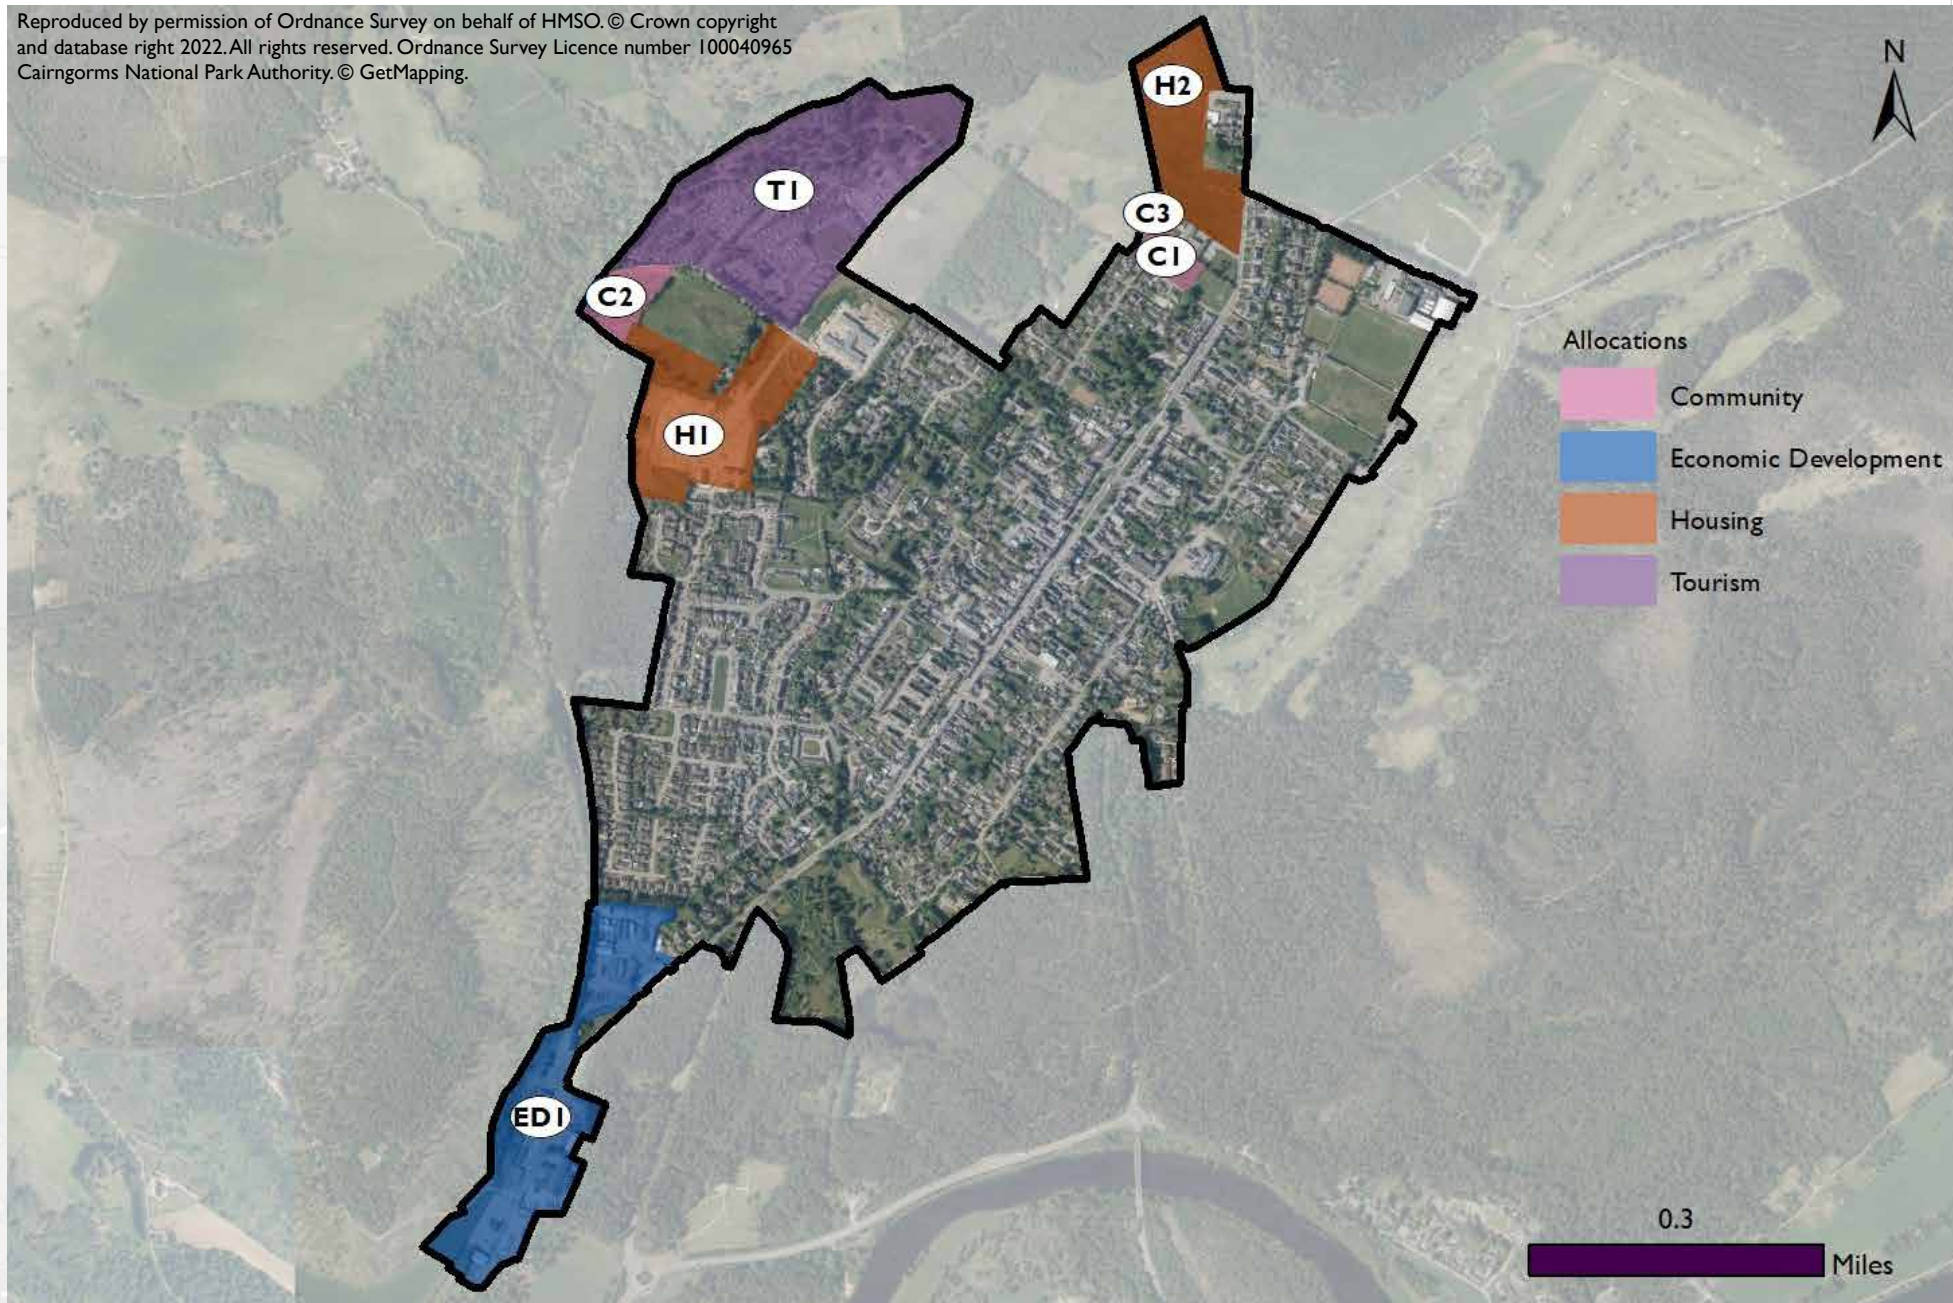 Reproduced by permission of Ordnance Survey on behalf of HMSO. © Crown copyright
and database right 2022. All rights reserved. Ordnance Survey Licence number 100040965
Cairngorms National Park Authority. © GetMapping.
N
H2
T1
C3
C1
C2
H1
ED1
Allocations
Community
Economic Development
Housing
Tourism
0.3
Miles